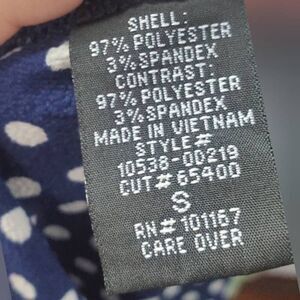 SHELL:
97% POLYESTER
3% SPANDEX
CONTRAST:
97% POLYESTER
3% SPANDEX
MADE IN VIETNAM
STYLE#
10538-0D219
CUT# 65400
S
RN# 101167
CARE OVER